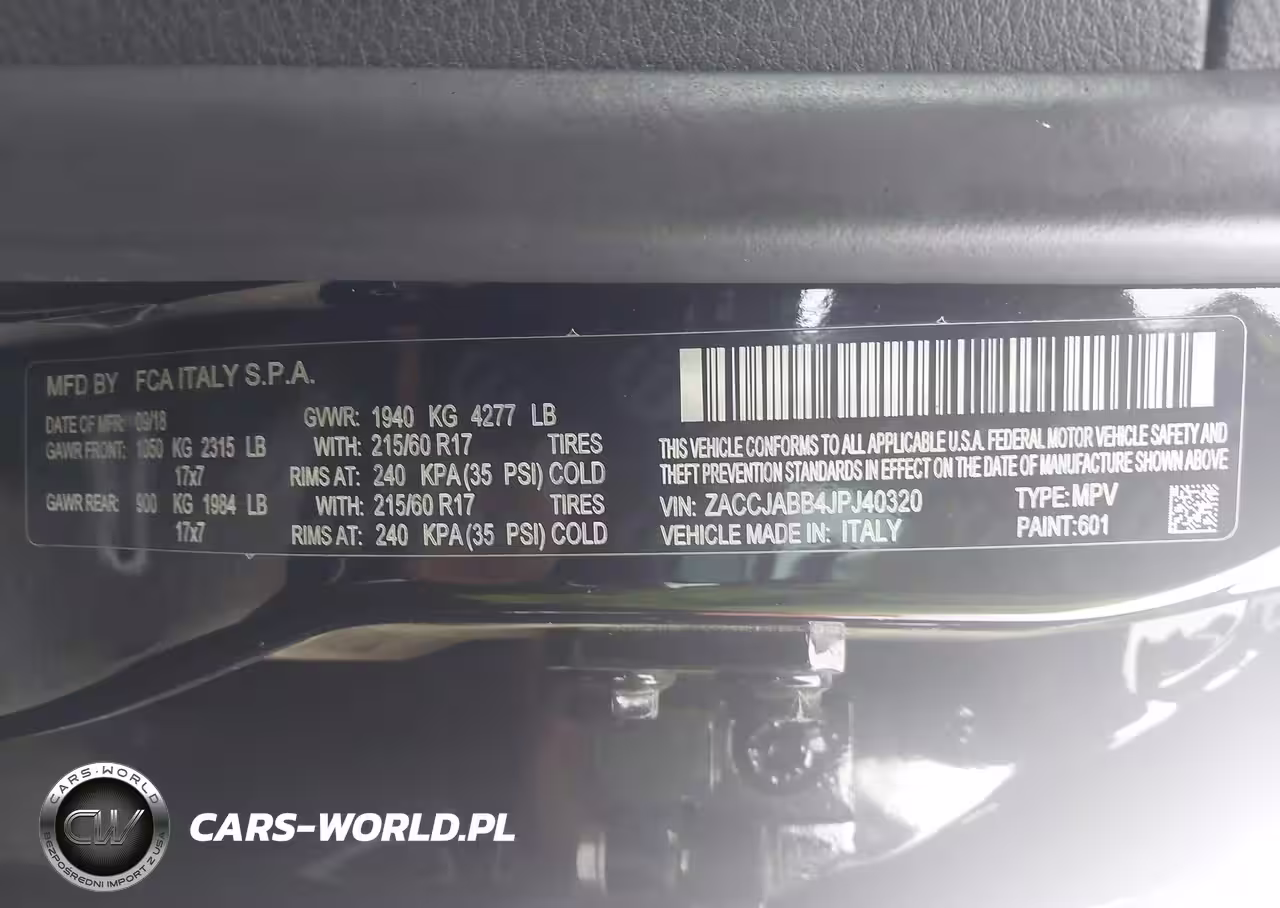 MFD BY FCA ITALY S.P.A.
DATE OF MFR: 09/18 GVWR: 1940 KG 4277 LB
GAWR FRONT: 1050 KG 2315 LB WITH: 215/60 R17 TIRES
17x7 RIMS AT: 240 KPA (35 PSI) COLD
GAWR REAR: 900 KG 1984 LB WITH: 215/60 R17 TIRES
17x7 RIMS AT: 240 KPA (35 PSI) COLD
THIS VEHICLE CONFORMS TO ALL APPLICABLE U.S.A. FEDERAL MOTOR VEHICLE SAFETY AND
THEFT PREVENTION STANDARDS IN EFFECT ON THE DATE OF MANUFACTURE SHOWN ABOVE
VIN: ZACCJABB4JPJ40320 TYPE: MPV
VEHICLE MADE IN: ITALY PAINT: 601
CARS-WORLD
CW
BEZPOŚREDNI IMPORT Z USA
CARS-WORLD.PL